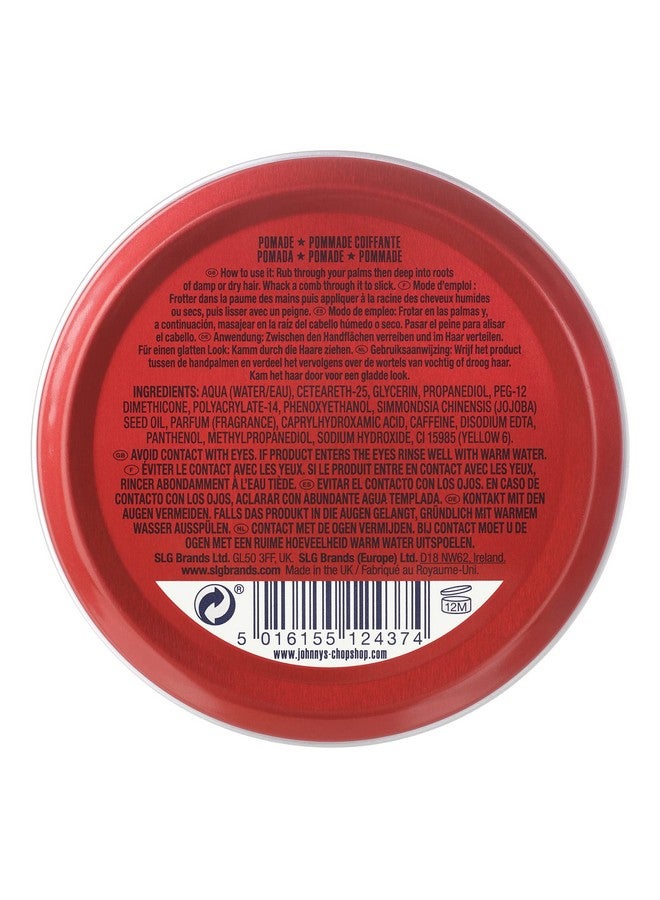 POMADE ★ POMMADE COIFFANTE
POMADA ★ POMADE ★ POMMADE
GB How to use it: Rub through your palms then deep into roots
of damp or dry hair. Whack a comb through it to slick. F Mode d'emploi :
Frotter dans la paume des mains puis appliquer à la racine des cheveux humides
ou secs, puis lisser avec un peigne. ES Modo de empleo: Frotar en las palmas y,
a continuación, masajear en la raíz del cabello húmedo o seco. Pasar el peine para alisar
el cabello. DE Anwendung: Zwischen den Handflächen verreiben und im Haar verteilen.
Für einen glatten Look: Kamm durch die Haare ziehen. NL Gebruiksaanwijzing: Wrijf het product
tussen de handpalmen en verdeel het vervolgens over de wortels van vochtig of droog haar.
Kam het haar door voor een gladde look.
INGREDIENTS: AQUA (WATER/EAU), CETEARETH-25, GLYCERIN, PROPANEDIOL, PEG-12
DIMETHICONE, POLYACRYLATE-14, PHENOXYETHANOL, SIMMONDSIA CHINENSIS (JOJOBA)
SEED OIL, PARFUM (FRAGRANCE), CAPRYLHYDROXAMIC ACID, CAFFEINE, DISODIUM EDTA,
PANTHENOL, METHYLPROPANEDIOL, SODIUM HYDROXIDE, CI 15985 (YELLOW 6).
GB AVOID CONTACT WITH EYES. IF PRODUCT ENTERS THE EYES RINSE WELL WITH WARM WATER.
F ÉVITER LE CONTACT AVEC LES YEUX. SI LE PRODUIT ENTRE EN CONTACT AVEC LES YEUX,
RINCER ABONDAMMENT À L'EAU TIÈDE. ES EVITAR EL CONTACTO CON LOS OJOS. EN CASO DE
CONTACTO CON LOS OJOS, ACLARAR CON ABUNDANTE AGUA TEMPLADA. DE KONTAKT MIT DEN
AUGEN VERMEIDEN. FALLS DAS PRODUKT IN DIE AUGEN GELANGT, GRÜNDLICH MIT WARMEM
WASSER AUSSPÜLEN. NL CONTACT MET DE OGEN VERMIJDEN. BIJ CONTACT MOET U DE
OGEN MET EEN RUIME HOEVEELHEID WARM WATER UITSPOELEN.
SLG Brands Ltd. GL50 3FF, UK. SLG Brands (Europe) Ltd. D18 NW62, Ireland.
www.slgbrands.com Made in the UK / Fabriqué au Royaume-Uni.
®
12M
5 016155 124374
www.johnnys-chopshop.com